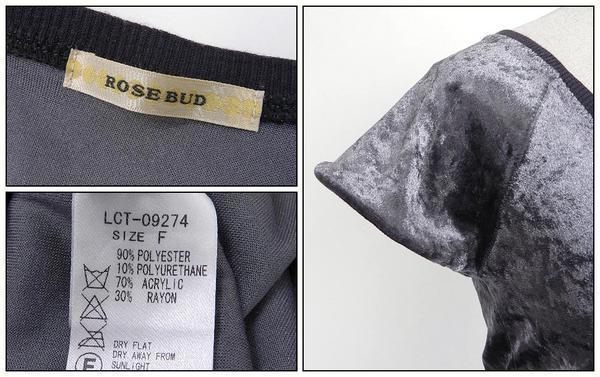 ROSE BUD
LCT-09274
SIZE F
90% POLYESTER
10% POLYURETHANE
70% ACRYLIC
30% RAYON
DRY FLAT
DRY AWAY FROM
SUNLIGHT
F